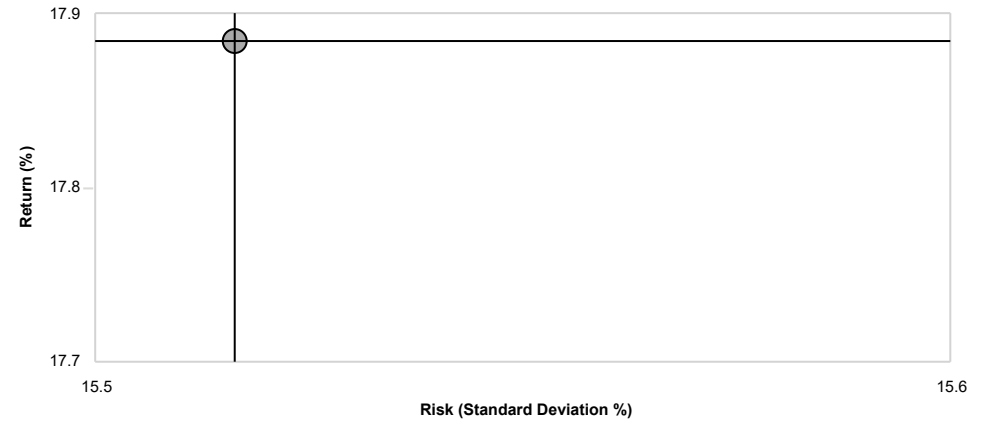 17.9
17.8
17.7
Return (%)
15.5
15.6
Risk (Standard Deviation %)